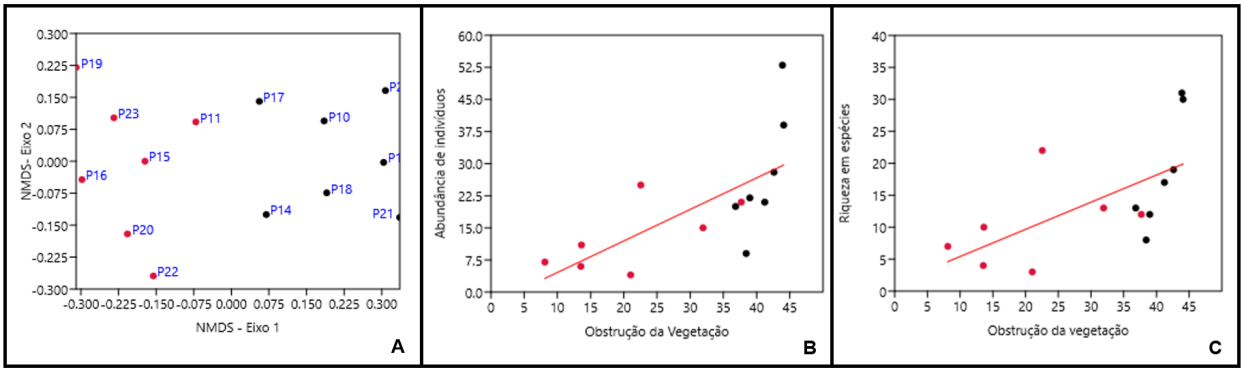 0.300
0.225
0.150
0.075
0.000
-0.075
-0.150
-0.225
-0.300
NMDS- Eixo 2
P19
P23
P11
P17
P10
P15
P16
P18
P14
P21
P20
P22
-0.300 -0.225 -0.150 -0.075 0.000 0.075 0.150 0.225 0.300
NMDS - Eixo 1
A
60.0
52.5
45.0
37.5
30.0
22.5
15.0
7.5
0.0
Abundância de indivíduos
0 5 10 15 20 25 30 35 40 45
Obstrução da Vegetação
B
40
35
30
25
20
15
10
5
0
Riqueza em espécies
0 5 10 15 20 25 30 35 40 45
Obstrução da vegetação
C